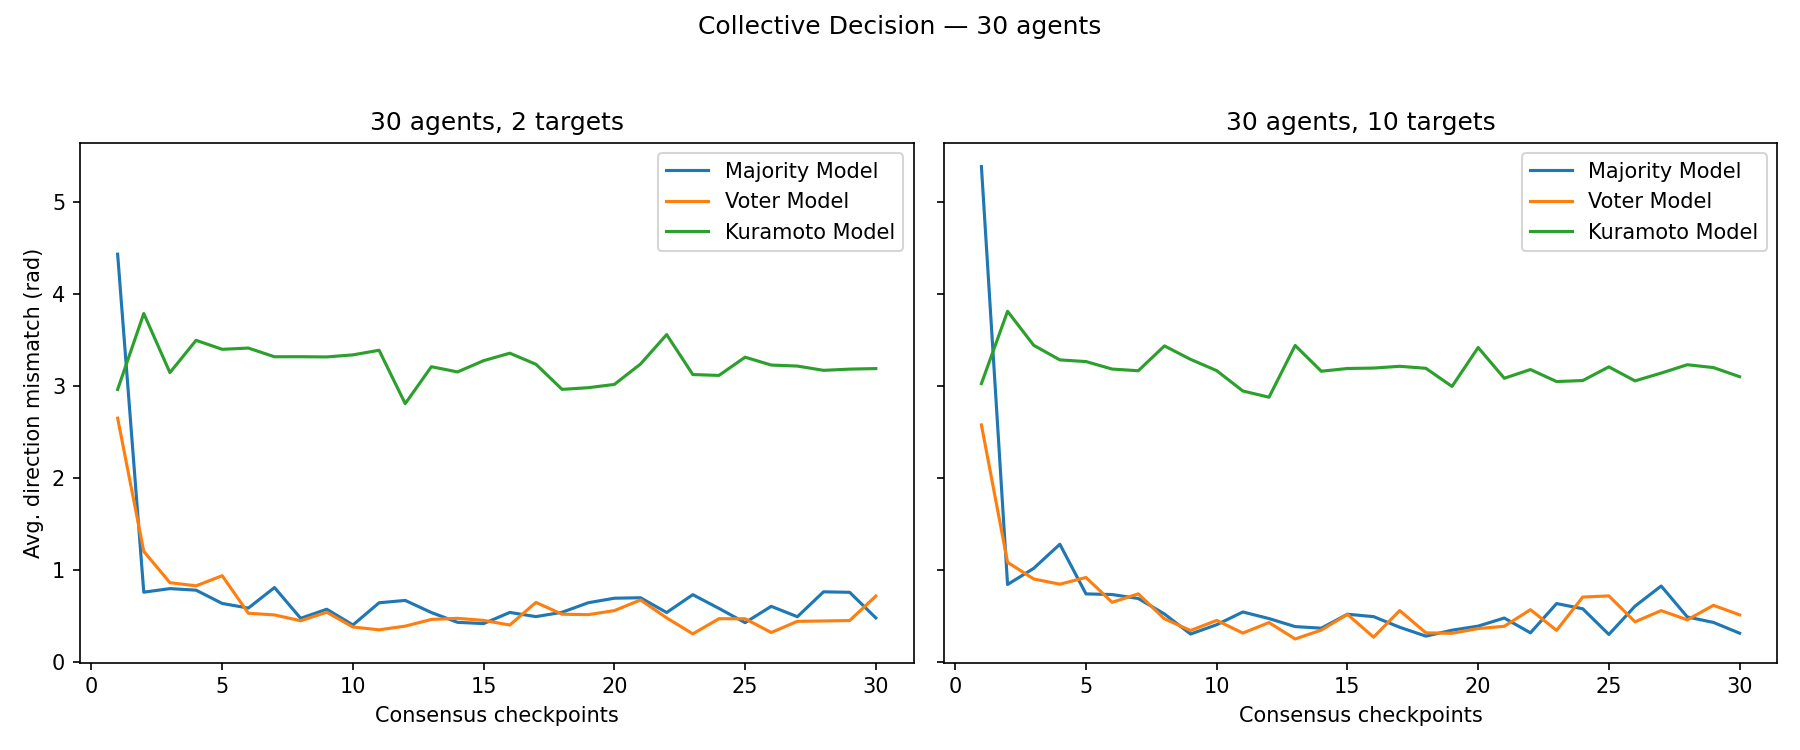 Collective Decision — 30 agents
30 agents, 2 targets
Majority Model
Voter Model
Kuramoto Model
Avg. direction mismatch (rad)
5
4
3
2
1
0
0 5 10 15 20 25 30
Consensus checkpoints
30 agents, 10 targets
Majority Model
Voter Model
Kuramoto Model
0 5 10 15 20 25 30
Consensus checkpoints